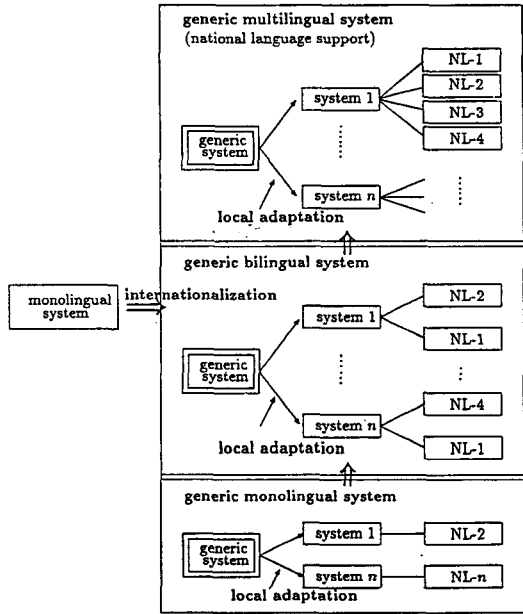 generic multilingual system
(national language support)
generic
system
system 1
NL-1
NL-2
NL-3
NL-4
system n
local adaptation
monolingual
system
internationalization
generic bilingual system
generic
system
system 1
NL-2
NL-1
system n
NL-4
NL-1
local adaptation
generic monolingual system
generic
system
system 1
NL-2
system n
NL-n
local adaptation